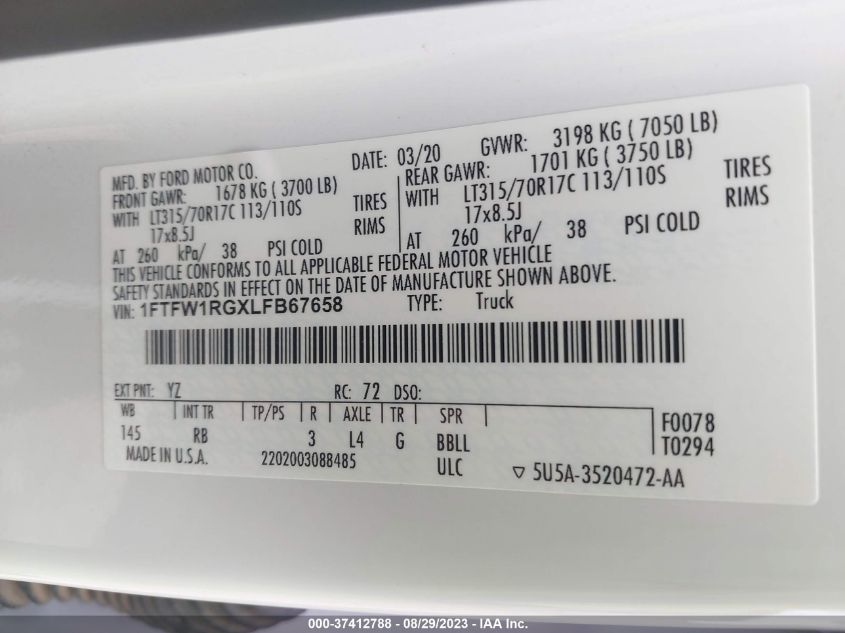 MFD. BY FORD MOTOR CO.
DATE: 03/20 GVWR: 3198 KG ( 7050 LB)
FRONT GAWR: 1678 KG ( 3700 LB)
REAR GAWR: 1701 KG ( 3750 LB)
WITH LT315/70R17C 113/110S TIRES
WITH LT315/70R17C 113/110S TIRES
17x8.5J RIMS
17x8.5J RIMS
AT 260 kPa/ 38 PSI COLD
AT 260 kPa/ 38 PSI COLD
THIS VEHICLE CONFORMS TO ALL APPLICABLE FEDERAL MOTOR VEHICLE
SAFETY STANDARDS IN EFFECT ON THE DATE OF MANUFACTURE SHOWN ABOVE.
VIN: 1FTFW1RGXLFB67658 TYPE: Truck
EXT PNT: YZ RC: 72 DSO:
WB INT TR TP/PS R AXLE TR SPR
145 RB 3 L4 G BBLL
F0078
T0294
MADE IN U.S.A. 2202003088485 ULC
▽ 5U5A-3520472-AA
000-37412788 - 08/29/2023 - IAA Inc.